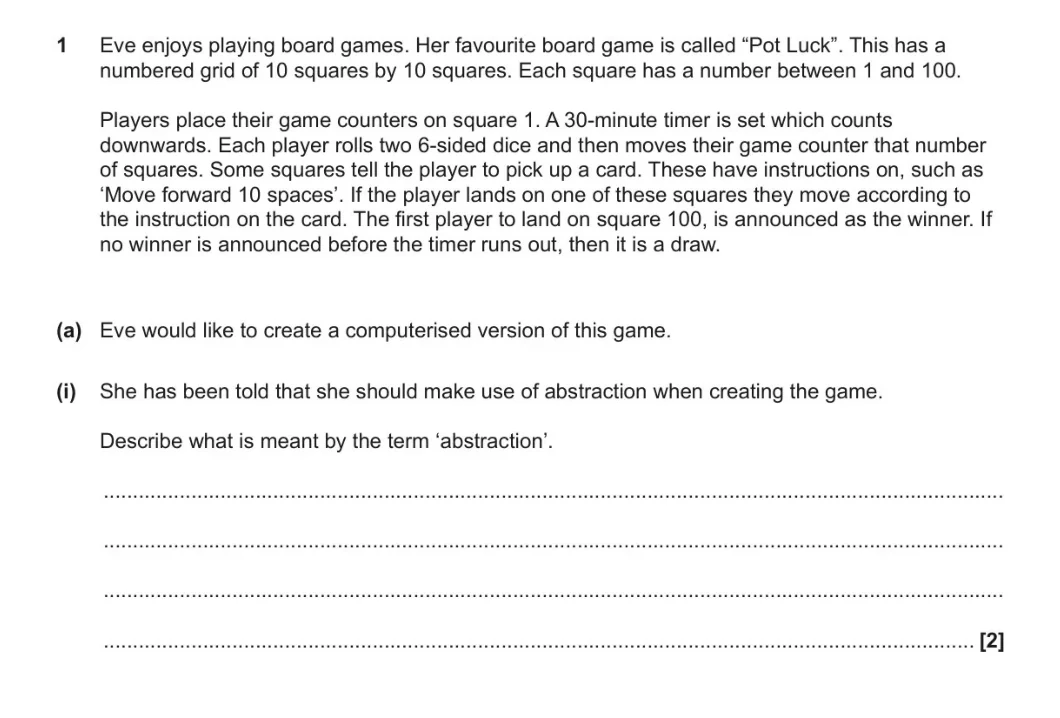 1 Eve enjoys playing board games. Her favourite board game is called “Pot Luck”. This has a
numbered grid of 10 squares by 10 squares. Each square has a number between 1 and 100.
Players place their game counters on square 1. A 30-minute timer is set which counts
downwards. Each player rolls two 6-sided dice and then moves their game counter that number
of squares. Some squares tell the player to pick up a card. These have instructions on, such as
‘Move forward 10 spaces’. If the player lands on one of these squares they move according to
the instruction on the card. The first player to land on square 100, is announced as the winner. If
no winner is announced before the timer runs out, then it is a draw.
(a) Eve would like to create a computerised version of this game.
(i) She has been told that she should make use of abstraction when creating the game.
Describe what is meant by the term ‘abstraction’.
[2]